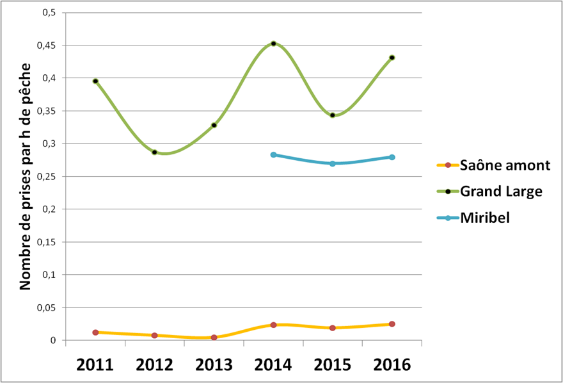 Nombre de prises par h de pêche
0,5
0,45
0,4
0,35
0,3
0,25
0,2
0,15
0,1
0,05
0
2011 2012 2013 2014 2015 2016
Saône amont
Grand Large
Miribel